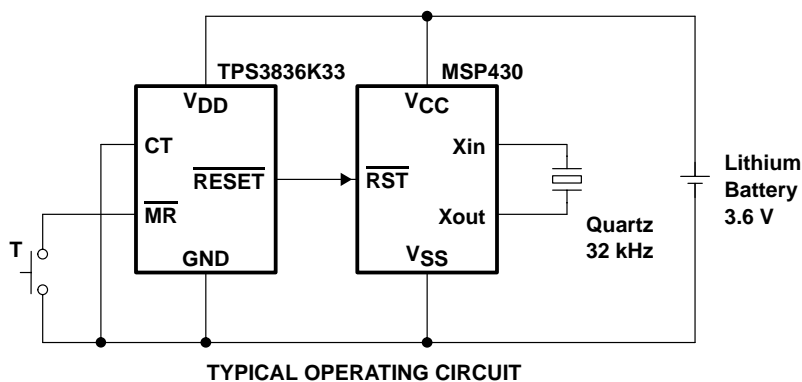 TPS3836K33
MSP430
VDD
VCC
CT
Xin
RESET
RST
MR
Xout
T
GND
VSS
Quartz
32 kHz
Lithium
Battery
3.6 V
TYPICAL OPERATING CIRCUIT